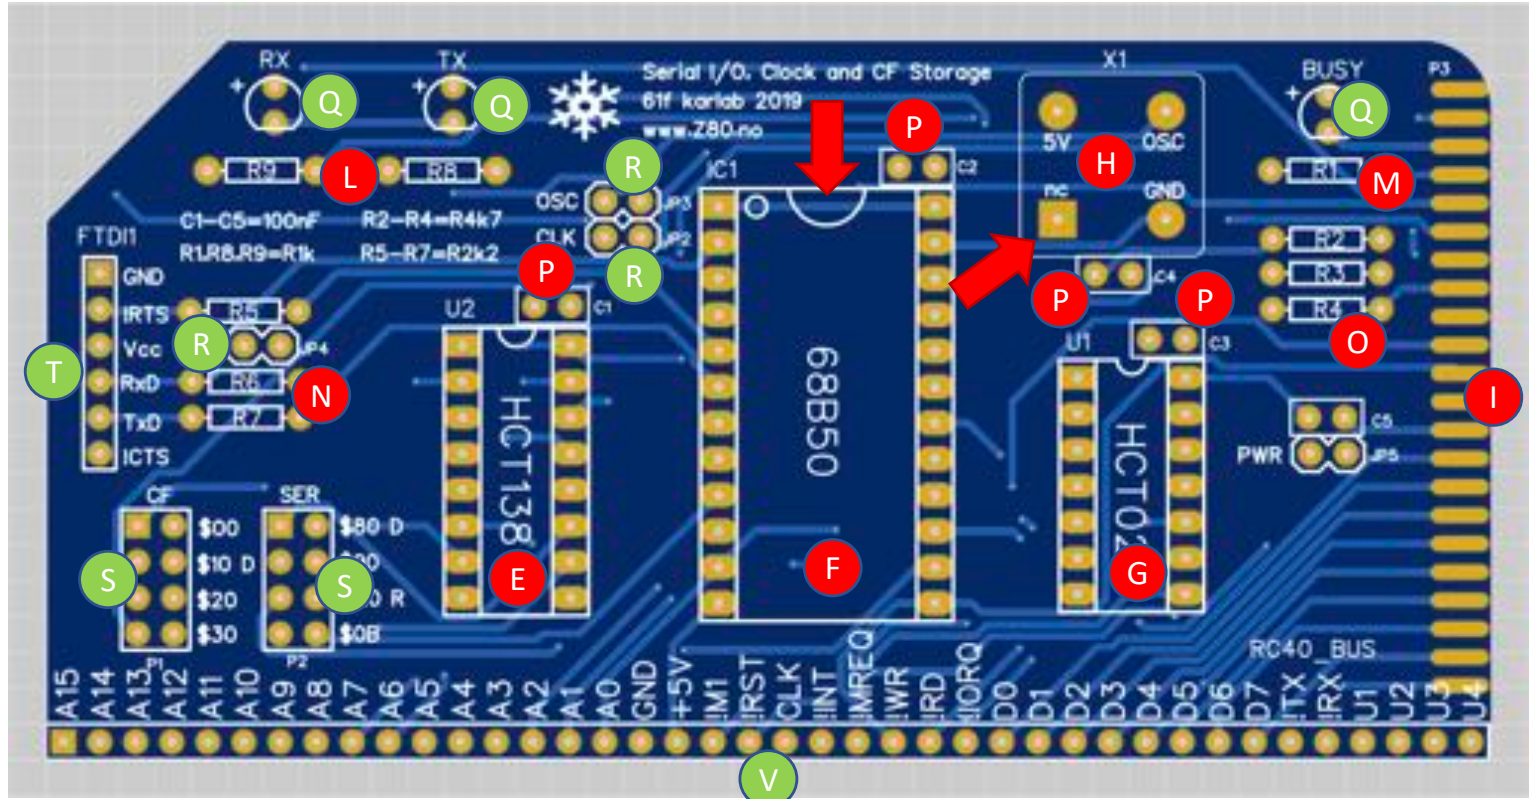 RX
TX
X1
BUSY
P3
+
+
+
Serial I/O, Clock and CF Storage
61f karlab 2019
www.Z80.no
Q
Q
Q
P
5V
OSC
H
R
IC1
C2
R9
L
R8
R1
M
nc
GND
OSC
JP3
C1-C5=100nF
R2-R4=R4k7
CLK
JP2
R1,R8,R9=R1k
R5-R7=R2k2
R2
FTDI1
GND
P
R
C4
R3
U2
C1
P
P
IRTS
R5
R4
Vcc
R
JP4
U1
C3
O
T
RxD
R6
N
I
TxD
R7
C5
ICTS
PWR
JP5
HCT138
68B50
HCT02
CF
SER
$00
$80 D
$10 D
S
S
E
F
G
$20
R
$30
$0B
P1
P2
RC40_BUS
A15 A14 A13 A12 A11 A10 A9 A8 A7 A6 A5 A4 A3 A2 A1 A0 GND +5V !M1 !RST CLK !INT !MREQ !WR !RD !IORQ D0 D1 D2 D3 D4 D5 D6 D7 !TX !RX U1 U2 U3 U4
V